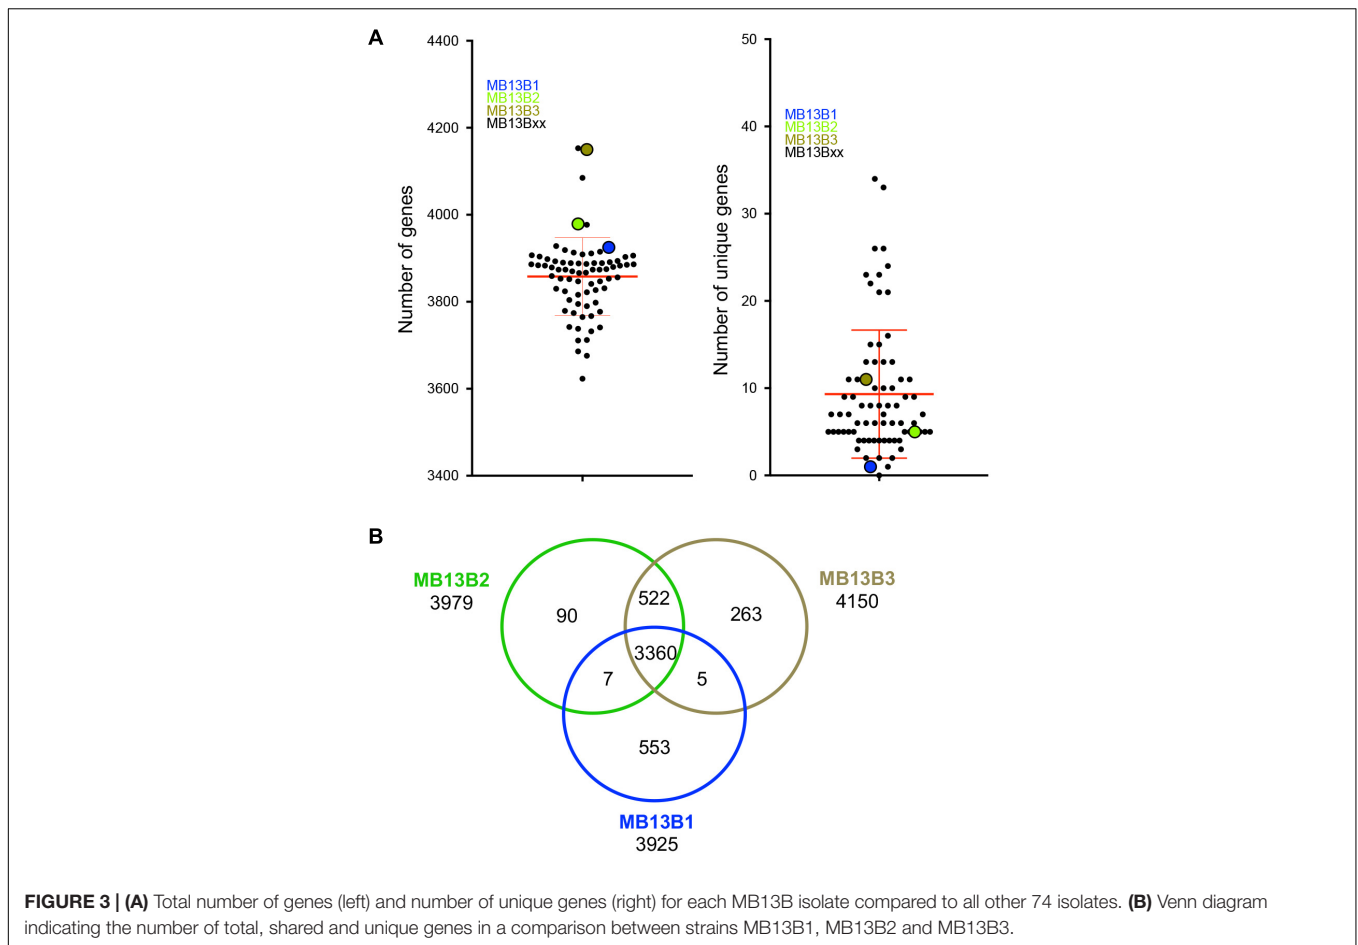 A
4400
4200
4000
3800
3600
3400
Number of genes
MB13B1
MB13B2
MB13B3
MB13Bxx
50
40
30
20
10
0
Number of unique genes
MB13B1
MB13B2
MB13B3
MB13Bxx
B
MB13B2
3979
MB13B3
4150
90
522
263
3360
7
5
553
MB13B1
3925
FIGURE 3 | (A) Total number of genes (left) and number of unique genes (right) for each MB13B isolate compared to all other 74 isolates. (B) Venn diagram
indicating the number of total, shared and unique genes in a comparison between strains MB13B1, MB13B2 and MB13B3.